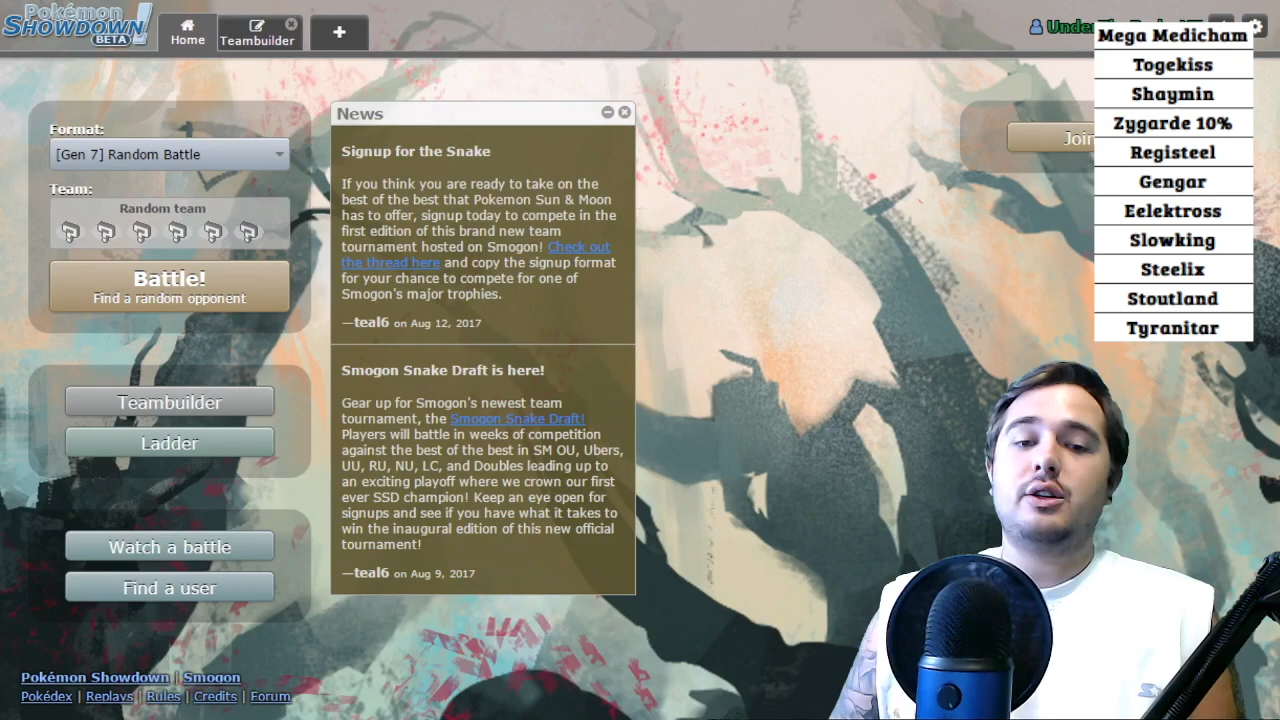 Pokémon
Showdown!
BETA
Home
Teambuilder
Format:
[Gen 7] Random Battle
Team:
Random team
Battle!
Find a random opponent
Teambuilder
Ladder
Watch a battle
Find a user
Pokémon Showdown | Smogon
Pokédex | Replays | Rules | Credits | Forum
News
Signup for the Snake
If you think you are ready to take on the
best of the best that Pokemon Sun & Moon
has to offer, signup today to compete in the
first edition of this brand new team
tournament hosted on Smogon! Check out
the thread here and copy the signup format
for your chance to compete for one of
Smogon's major trophies.
—teal6 on Aug 12, 2017
Smogon Snake Draft is here!
Gear up for Smogon's newest team
tournament, the Smogon Snake Draft!
Players will battle in weeks of competition
against the best of the best in SM OU, Ubers,
UU, RU, NU, LC, and Doubles leading up to
an exciting playoff where we crown our first
ever SSD champion! Keep an eye open for
signups and see if you have what it takes to
win the inaugural edition of this new official
tournament!
—teal6 on Aug 9, 2017
Join
Mega Medicham
Togekiss
Shaymin
Zygarde 10%
Registeel
Gengar
Eelektross
Slowking
Steelix
Stoutland
Tyranitar